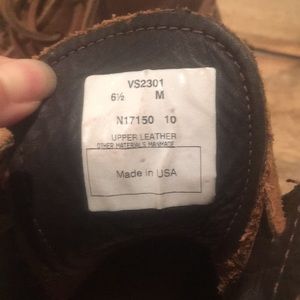 VS2301
6½ M
N17150 10
UPPER LEATHER
OTHER MATERIALS MANMADE
Made in USA